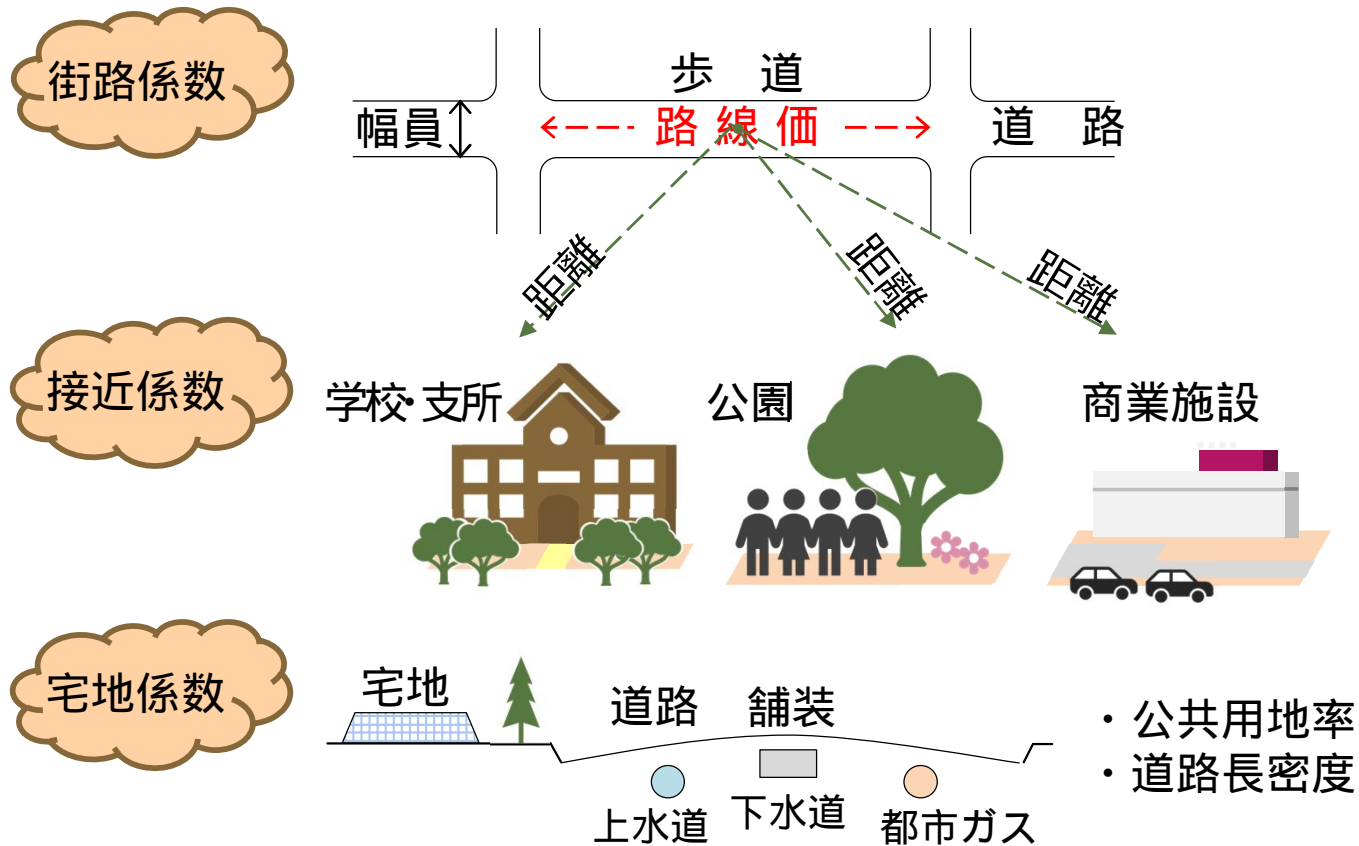 街路係数
歩 道
幅員
路 線 価
道 路
距離
距離
距離
接近係数
学校・支所
公園
商業施設
宅地係数
宅地
道路 舗装
・公共用地率
・道路長密度
上水道
下水道
都市ガス